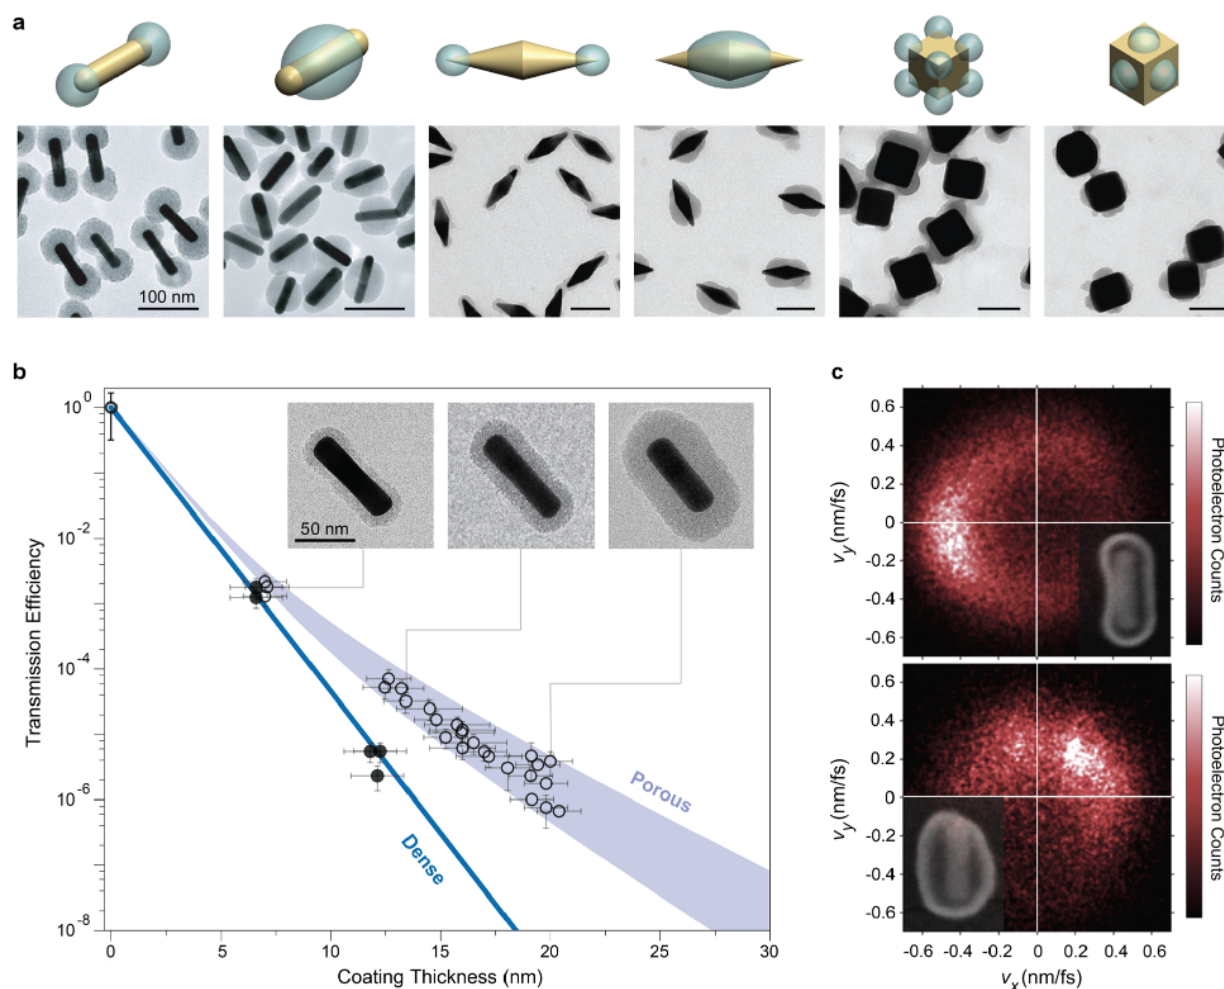 a
100 nm
b
Transmission Efficiency
10^0
10^-2
10^-4
10^-6
10^-8
50 nm
Porous
Dense
0
5
10
15
20
25
30
Coating Thickness (nm)
c
v_y(nm/fs)
0.6
0.4
0.2
0
-0.2
-0.4
-0.6
Photoelectron Counts
v_y(nm/fs)
0.6
0.4
0.2
0
-0.2
-0.4
-0.6
Photoelectron Counts
-0.6 -0.4 -0.2 0 0.2 0.4 0.6
v_x(nm/fs)